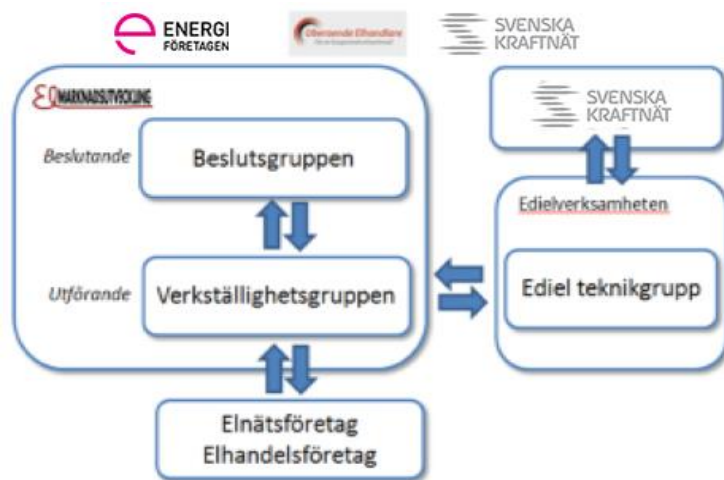 ENERGI
FÖRETAGEN
Oberoende Elhandlare
SVENSKA
KRAFTNÄT
MARKNADSUTVECKLING
SVENSKA
KRAFTNÄT
Beslutande
Beslutsgruppen
Edielverksamheten
Utförande
Verkställighetsgruppen
Ediel teknikgrupp
Elnätsföretag
Elhandelsföretag